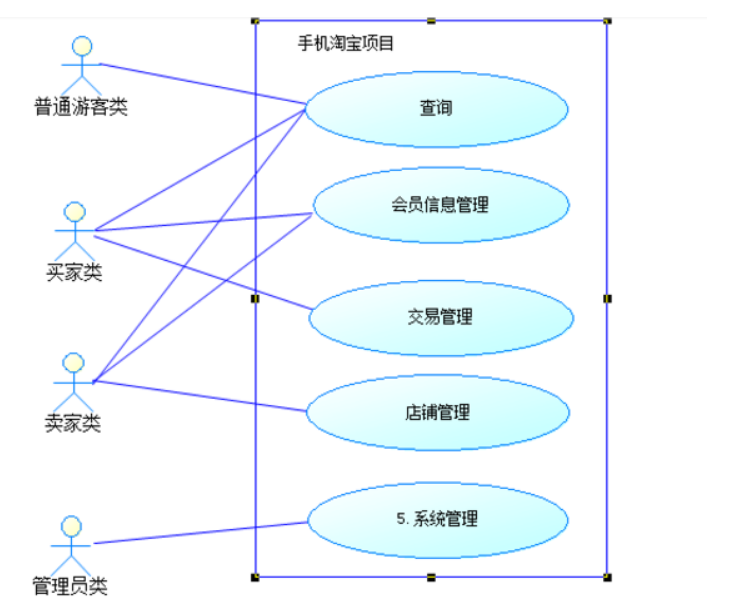 手机淘宝项目
普通游客类
查询
会员信息管理
买家类
交易管理
店铺管理
卖家类
5. 系统管理
管理员类